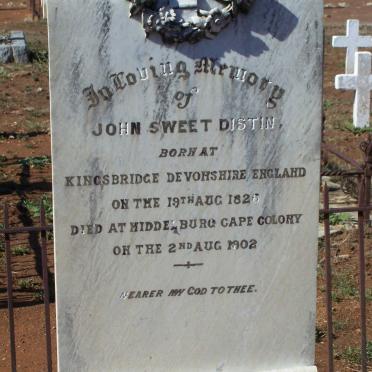 In Loving Memory
of
JOHN SWEET DISTIN,
BORN AT
KINGSBRIDGE DEVONSHIRE ENGLAND
ON THE 19TH AUG
DIED AT MIDDELBURG CAPE COLONY
ON THE 2ND AUG 1902
NEARER MY GOD TO THEE.